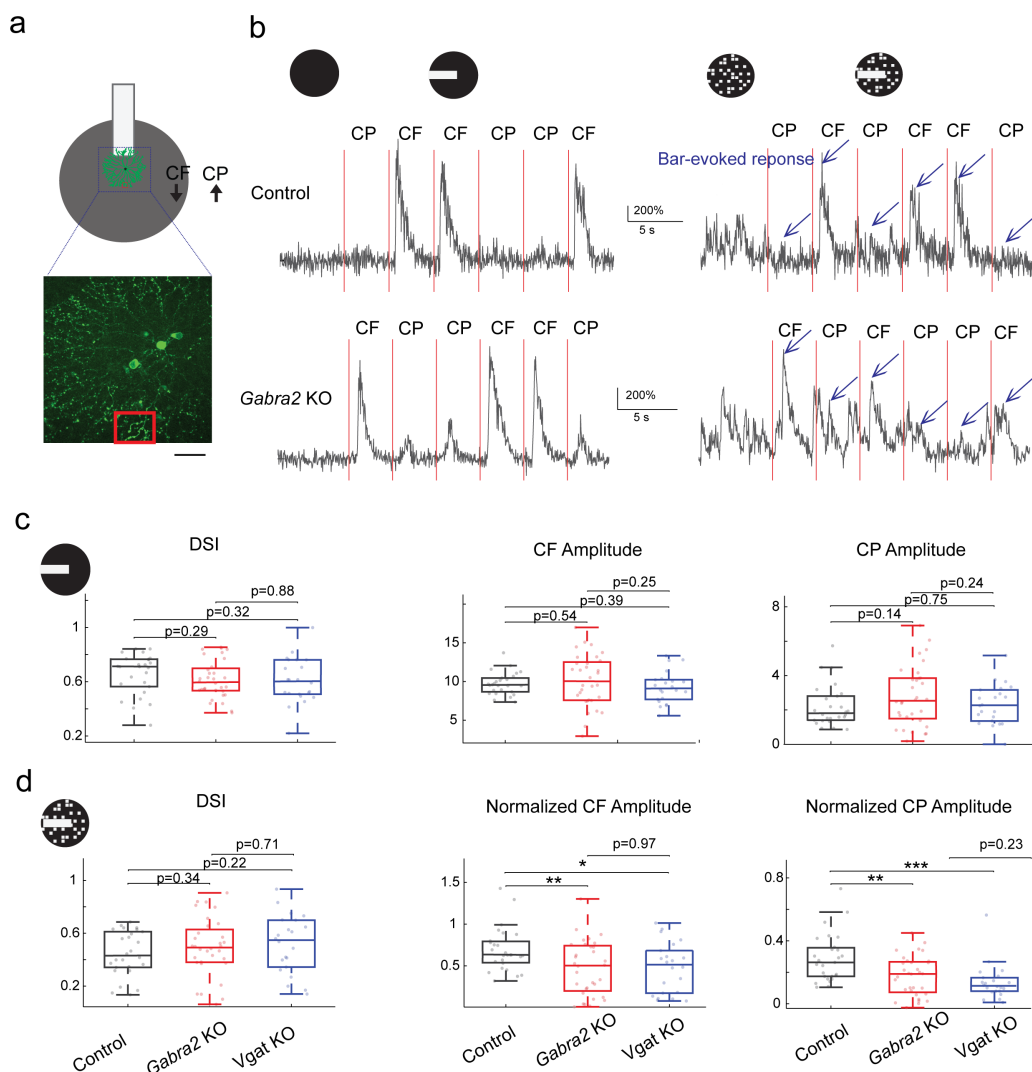 a
b
CF CP
CP CF CF CP CP CF
Control
200%
5 s
CP CF CP CF CF CP
Bar-evoked reponse
CF CP CP CF CF CP
Gabra2 KO
200%
5 s
CF CP CF CP CP CF
c
DSI
p=0.88
p=0.32
p=0.29
1
0.6
0.2
CF Amplitude
p=0.25
p=0.39
p=0.54
15
10
5
CP Amplitude
p=0.24
p=0.75
p=0.14
8
4
0
d
DSI
p=0.71
p=0.22
p=0.34
1
0.6
0.2
Control Gabra2 KO Vgat KO
Normalized CF Amplitude
p=0.97
*
**
1.5
1
0.5
Control Gabra2 KO Vgat KO
Normalized CP Amplitude
p=0.23
***
**
0.8
0.4
0
Control Gabra2 KO Vgat KO